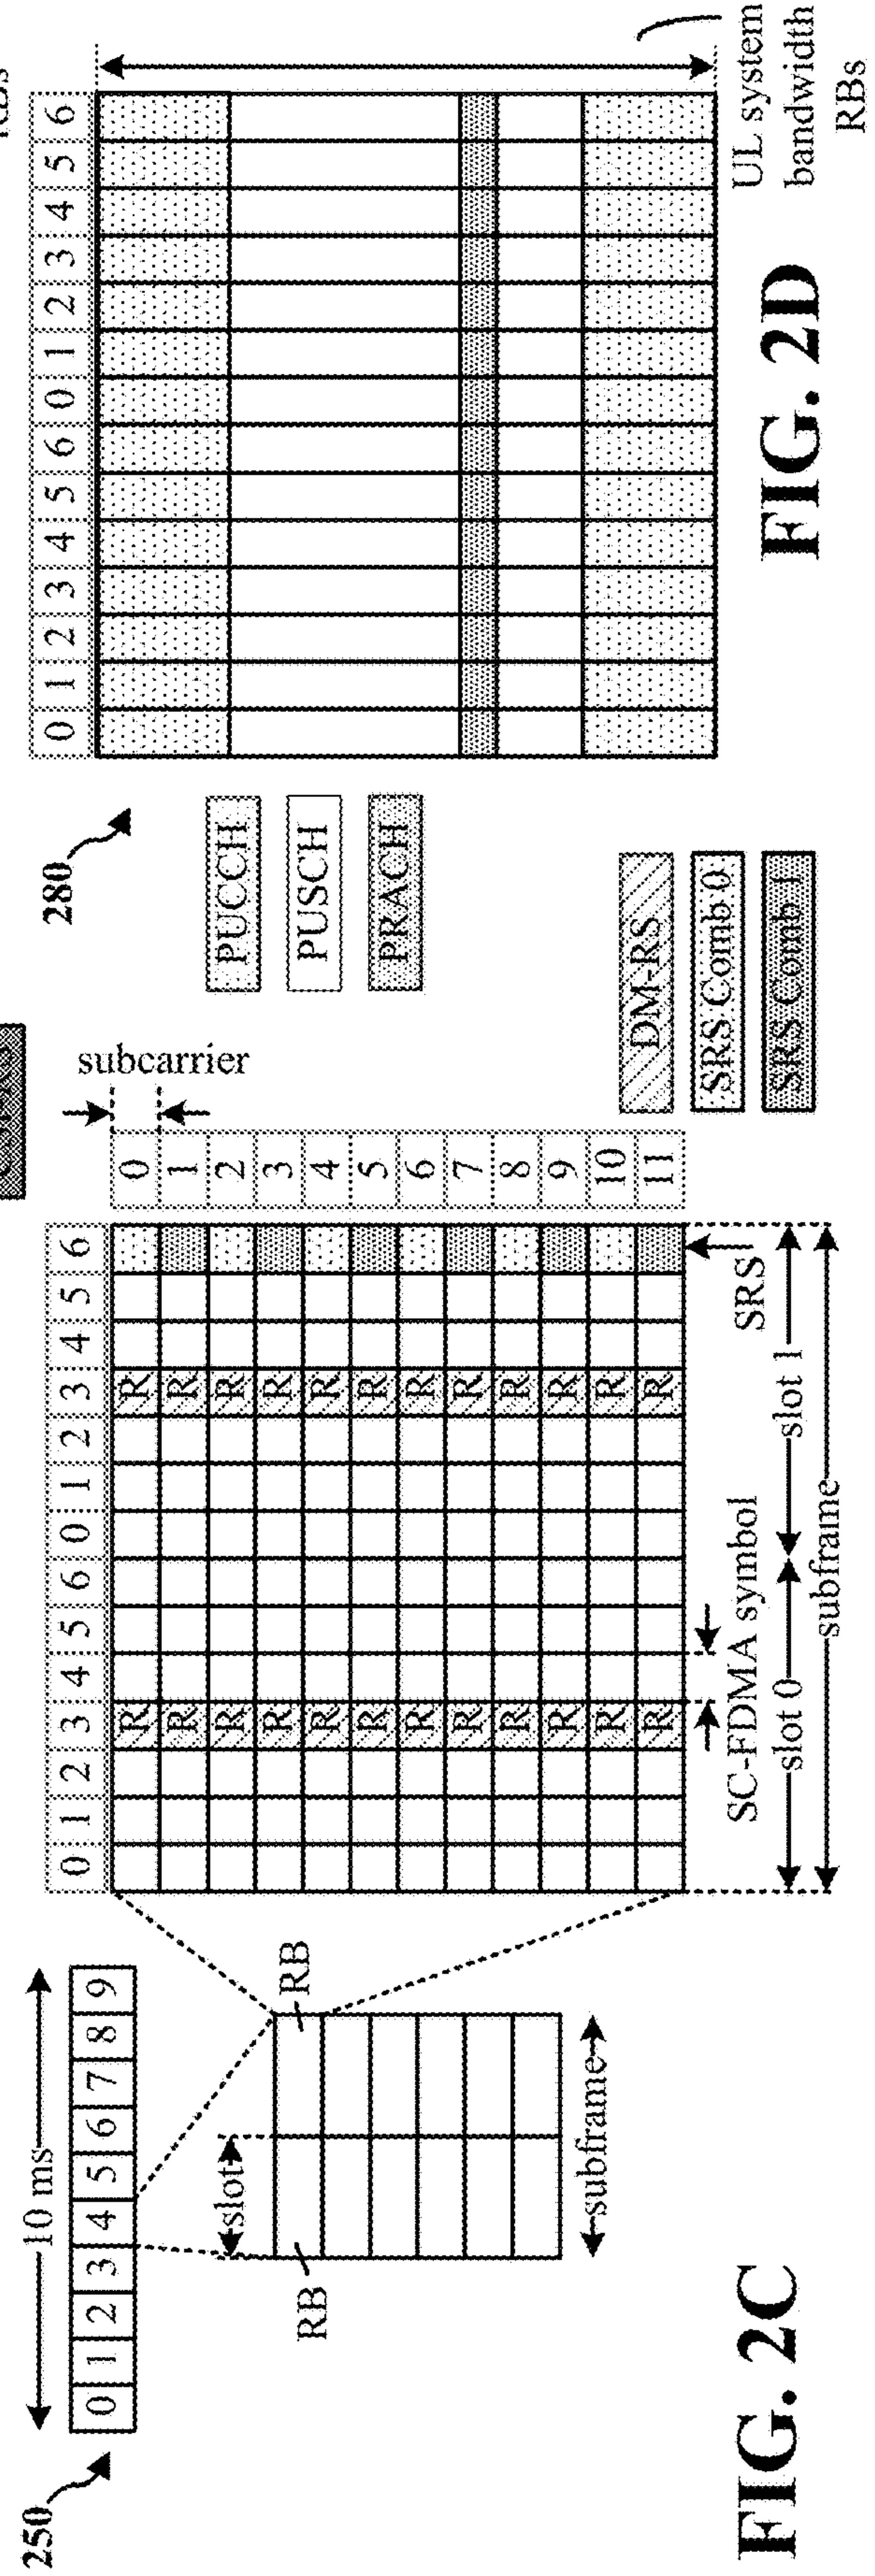 250
10 ms
0 1 2 3 4 5 6 7 8 9
slot
RB
RB
subframe
FIG. 2C
0 1 2 3 4 5 6 0 1 2 3 4 5 6
subcarrier
R R 0
R R 1
R R 2
R R 3
R R 4
R R 5
R R 6
R R 7
R R 8
R R 9
R R 10
R R 11
SC-FDMA symbol
SRS
slot 0
slot 1
subframe
DM-RS
SRS Comb 0
SRS Comb 1
280
PUCCH
PUSCH
PRACH
0 1 2 3 4 5 6 0 1 2 3 4 5 6
UL system
bandwidth
RBs
FIG. 2D